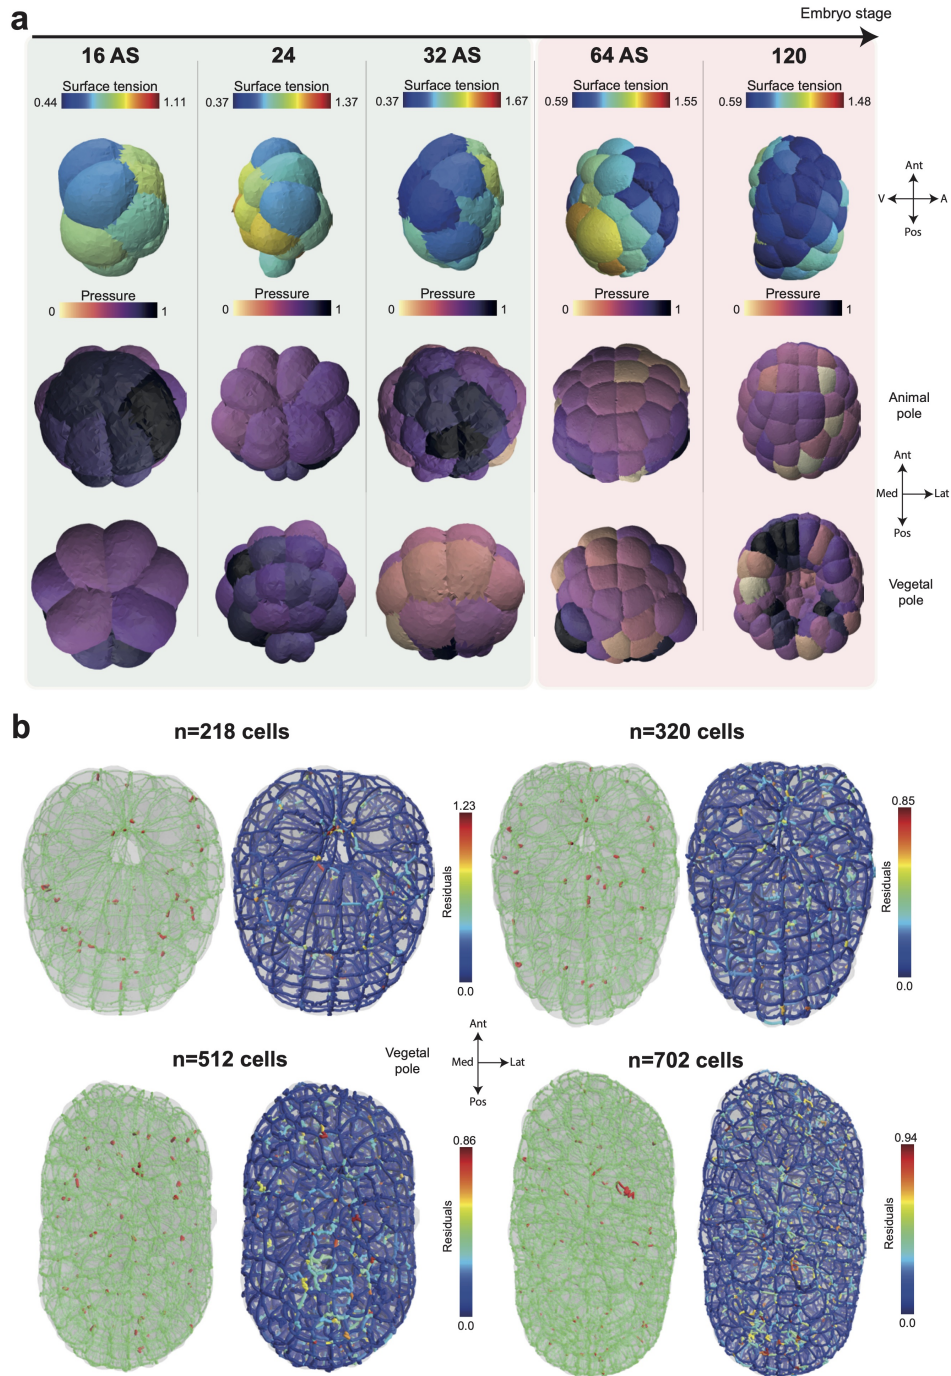 a
Embryo stage
16 AS
24
32 AS
64 AS
120
Surface tension
0.44
1.11
Surface tension
0.37
1.37
Surface tension
0.37
1.67
Surface tension
0.59
1.55
Surface tension
0.59
1.48
Ant
V
A
Pos
Pressure
0
1
Pressure
0
1
Pressure
0
1
Pressure
0
1
Pressure
0
1
Animal
pole
Ant
Med
Lat
Pos
Vegetal
pole
b
n=218 cells
n=320 cells
1.23
Residuals
0.0
0.85
Residuals
0.0
Vegetal
pole
Ant
Med
Lat
Pos
n=512 cells
n=702 cells
0.86
Residuals
0.0
0.94
Residuals
0.0